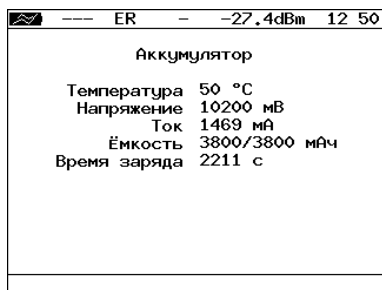 --- ER - -27.4dBm 12 50
Аккумулятор
Температура 50 °C
Напряжение 10200 мВ
Ток 1469 мА
Ёмкость 3800/3800 мАч
Время заряда 2211 с